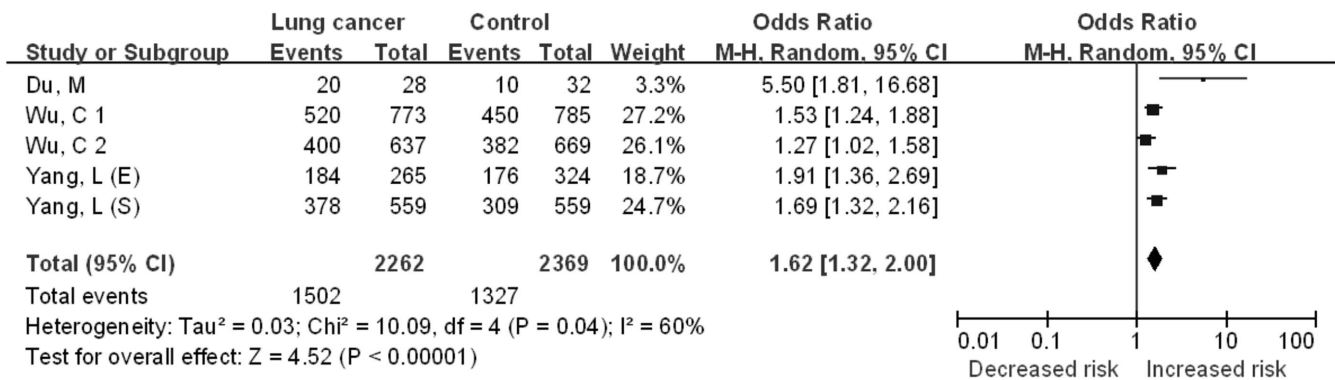 Lung cancer Control Odds Ratio Odds Ratio
Study or Subgroup Events Total Events Total Weight M-H. Random. 95% CI M-H. Random. 95% CI
Du, M 20 28 10 32 3.3% 5.50 [1.81, 16.68]
Wu, C 1 520 773 450 785 27.2% 1.53 [1.24, 1.88]
Wu, C 2 400 637 382 669 26.1% 1.27 [1.02, 1.58]
Yang, L (E) 184 265 176 324 18.7% 1.91 [1.36, 2.69]
Yang, L (S) 378 559 309 559 24.7% 1.69 [1.32, 2.16]
Total (95% CI) 2262 2369 100.0% 1.62 [1.32, 2.00]
Total events 1502 1327
Heterogeneity: Tau² = 0.03; Chi² = 10.09, df = 4 (P = 0.04); I² = 60%
Test for overall effect: Z = 4.52 (P < 0.00001)
0.01 0.1 1 10 100
Decreased risk Increased risk